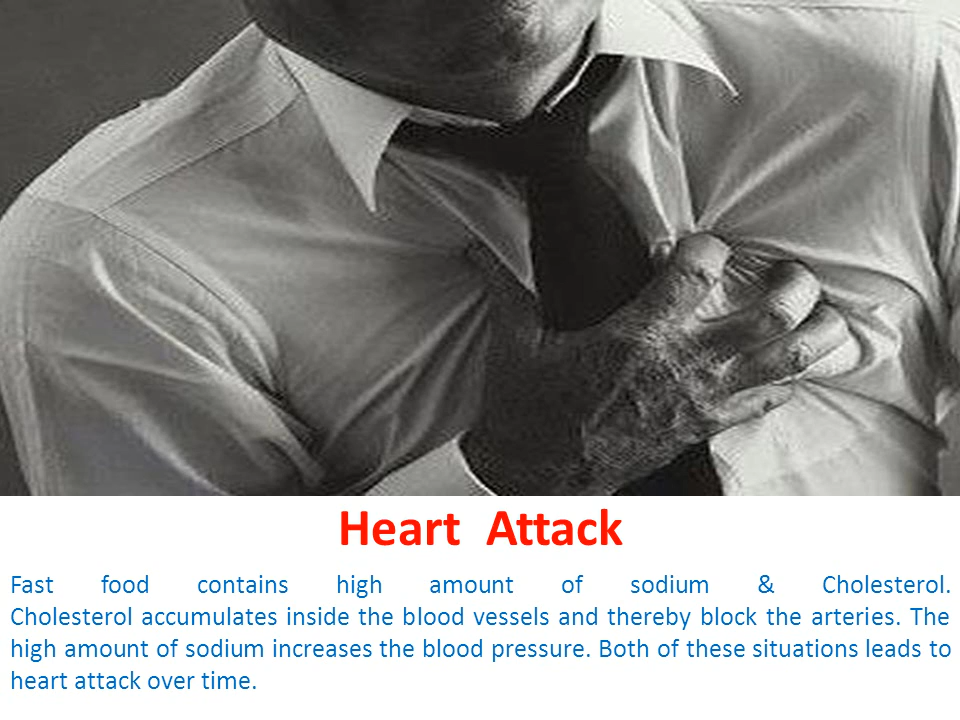 Heart Attack
Fast food contains high amount of sodium & Cholesterol.
Cholesterol accumulates inside the blood vessels and thereby block the arteries. The
high amount of sodium increases the blood pressure. Both of these situations leads to
heart attack over time.